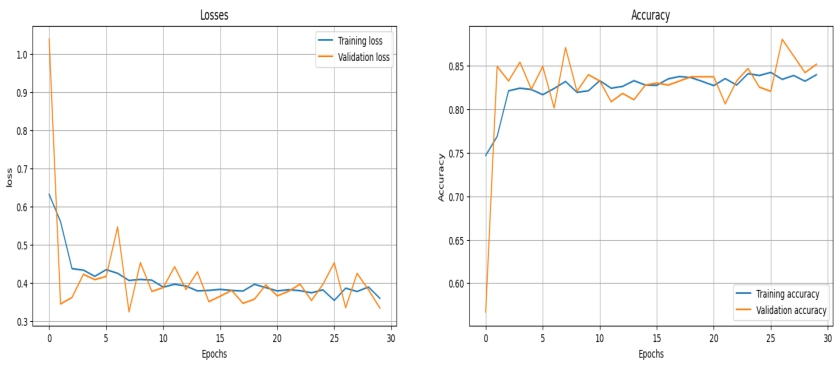 Losses
Training loss
Validation loss
1.0
0.9
0.8
0.7
0.6
0.5
0.4
0.3
loss
0 5 10 15 20 25 30
Epochs
Accuracy
0.85
0.80
0.75
0.70
0.65
0.60
Accuracy
Training accuracy
Validation accuracy
0 5 10 15 20 25 30
Epochs